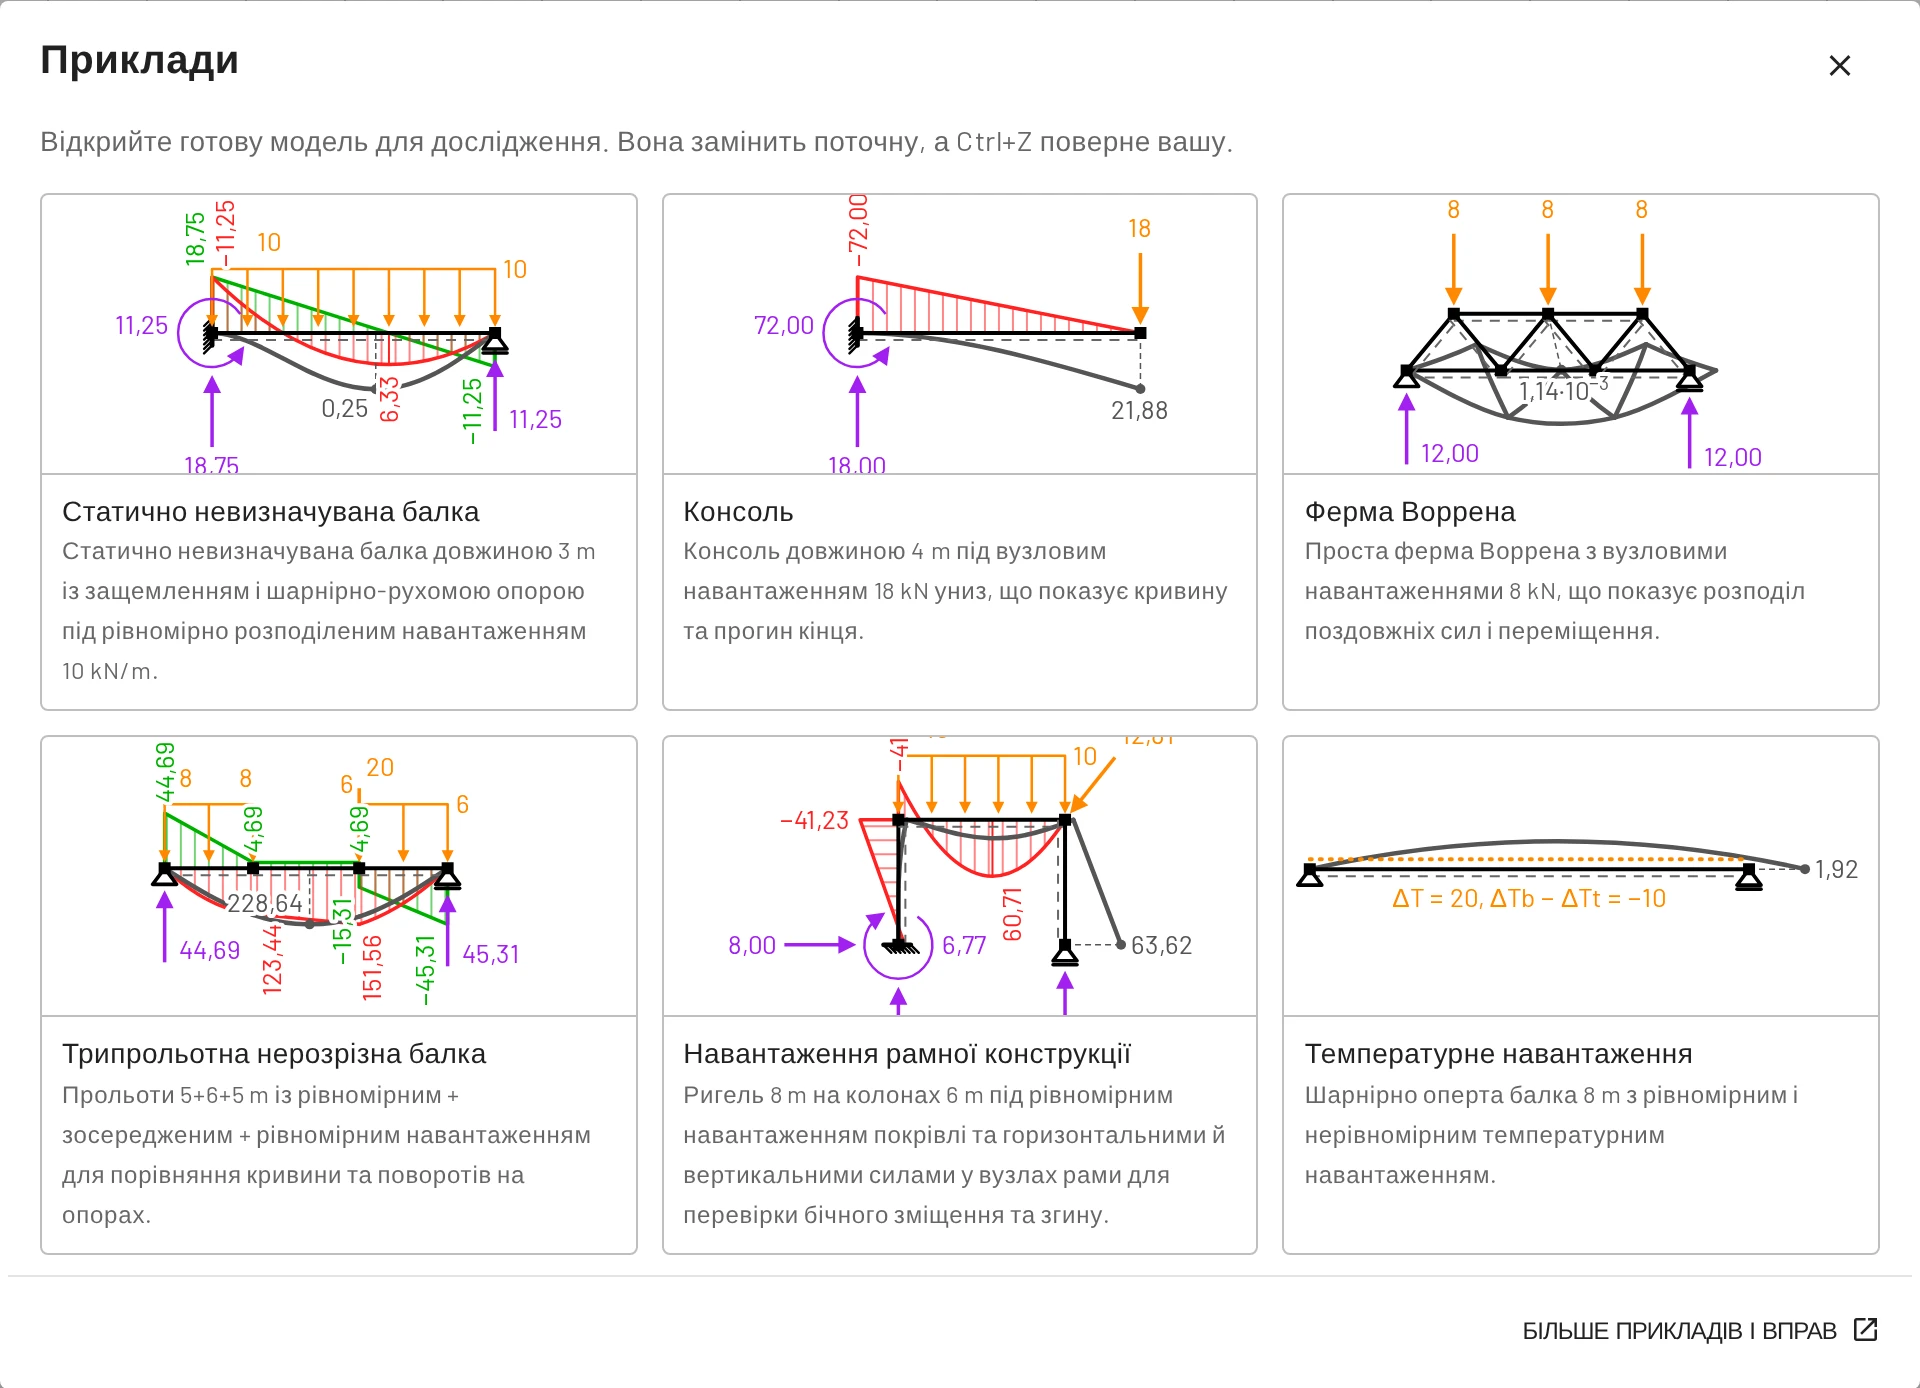 Приклади
Відкрийте готову модель для дослідження. Вона замінить поточну, а Ctrl+Z поверне вашу.
18,75
−11,25
10
10
11,25
0,25
6,33
−11,25
11,25
18,75
Статично невизначувана балка
Статично невизначувана балка довжиною 3 m
із защемленням і шарнірно-рухомою опорою
під рівномірно розподіленим навантаженням
10 kN/m.
−72,00
18
72,00
21,88
18,00
Консоль
Консоль довжиною 4 m під вузловим
навантаженням 18 kN униз, що показує кривину
та прогин кінця.
8
8
8
1,14·10⁻³
12,00
12,00
Ферма Воррена
Проста ферма Воррена з вузловими
навантаженнями 8 kN, що показує розподіл
поздовжніх сил і переміщення.
44,69
8
8
4,69
6
20
4,69
6
228,64
44,69
123,44
−15,31
151,56
−45,31
45,31
Трипрольотна нерозрізна балка
Прольоти 5+6+5 m із рівномірним +
зосередженим + рівномірним навантаженням
для порівняння кривини та поворотів на
опорах.
10
−41,23
8,00
6,77
60,71
63,62
Навантаження рамної конструкції
Ригель 8 m на колонах 6 m під рівномірним
навантаженням покрівлі та горизонтальними й
вертикальними силами у вузлах рами для
перевірки бічного зміщення та згину.
1,92
ΔT = 20, ΔTb − ΔTt = −10
Температурне навантаження
Шарнірно оперта балка 8 m з рівномірним і
нерівномірним температурним
навантаженням.
БІЛЬШЕ ПРИКЛАДІВ І ВПРАВ